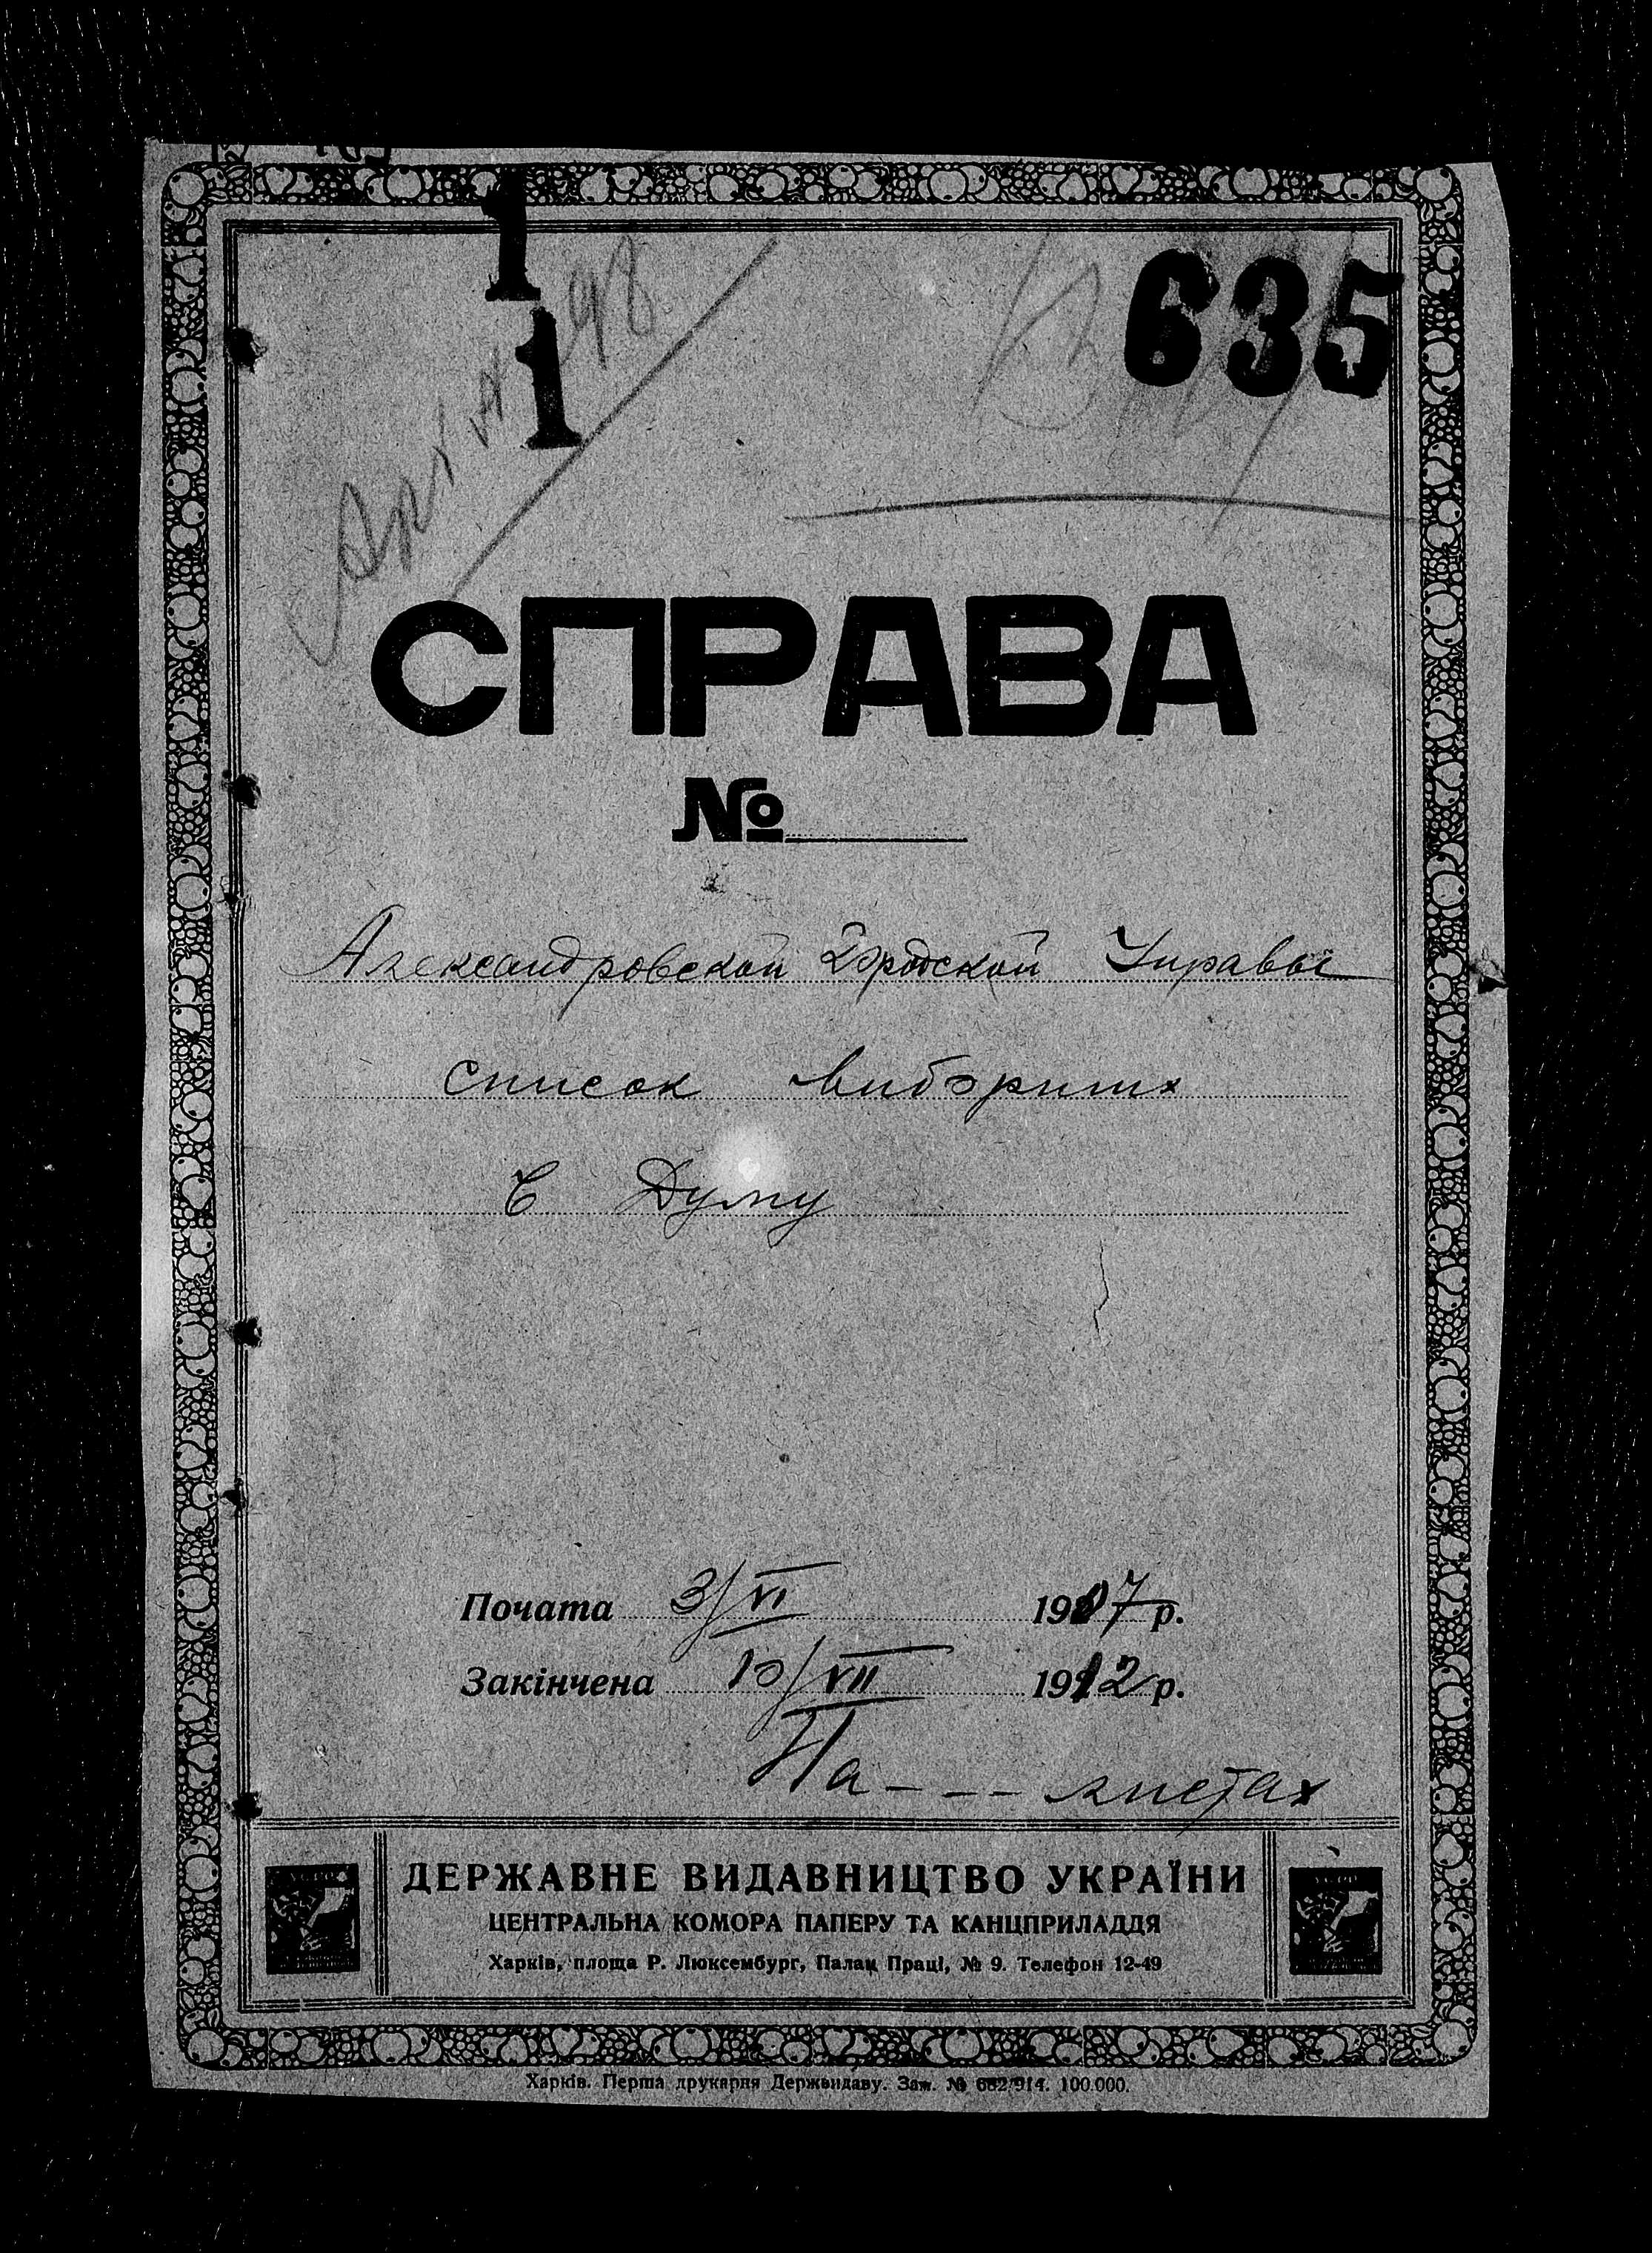 1
1
635
СПРАВА
№
Александровской городской Управы
список виборних
в Думу
Почата 3/VI 1907 р.
Закінчена 10/VII 1912 р.
На - - - листах
ДЕРЖАВНЕ ВИДАВНИЦТВО УКРАЇНИ
ЦЕНТРАЛЬНА КОМОРА ПАПЕРУ ТА КАНЦПРИЛАДДЯ
Харків, площа Р. Люксембург, Палац Праці, № 9. Телефон 12-49
Харків. Перша друкарня Держвидаву. Зам. № 682/914. 100.000.